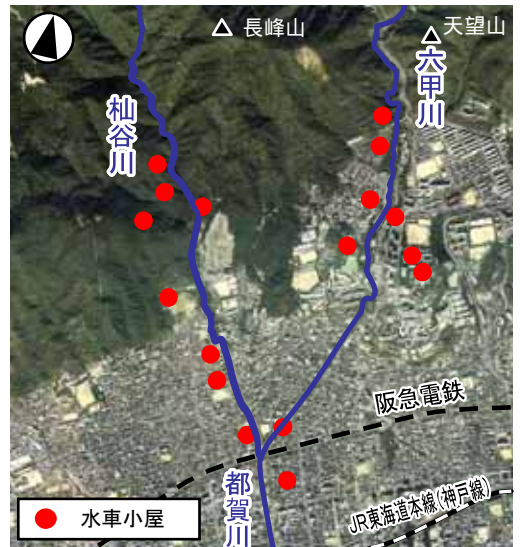 長峰山
天望山
六甲川
杣谷川
阪急電鉄
都賀川
JR東海道本線(神戸線)
水車小屋